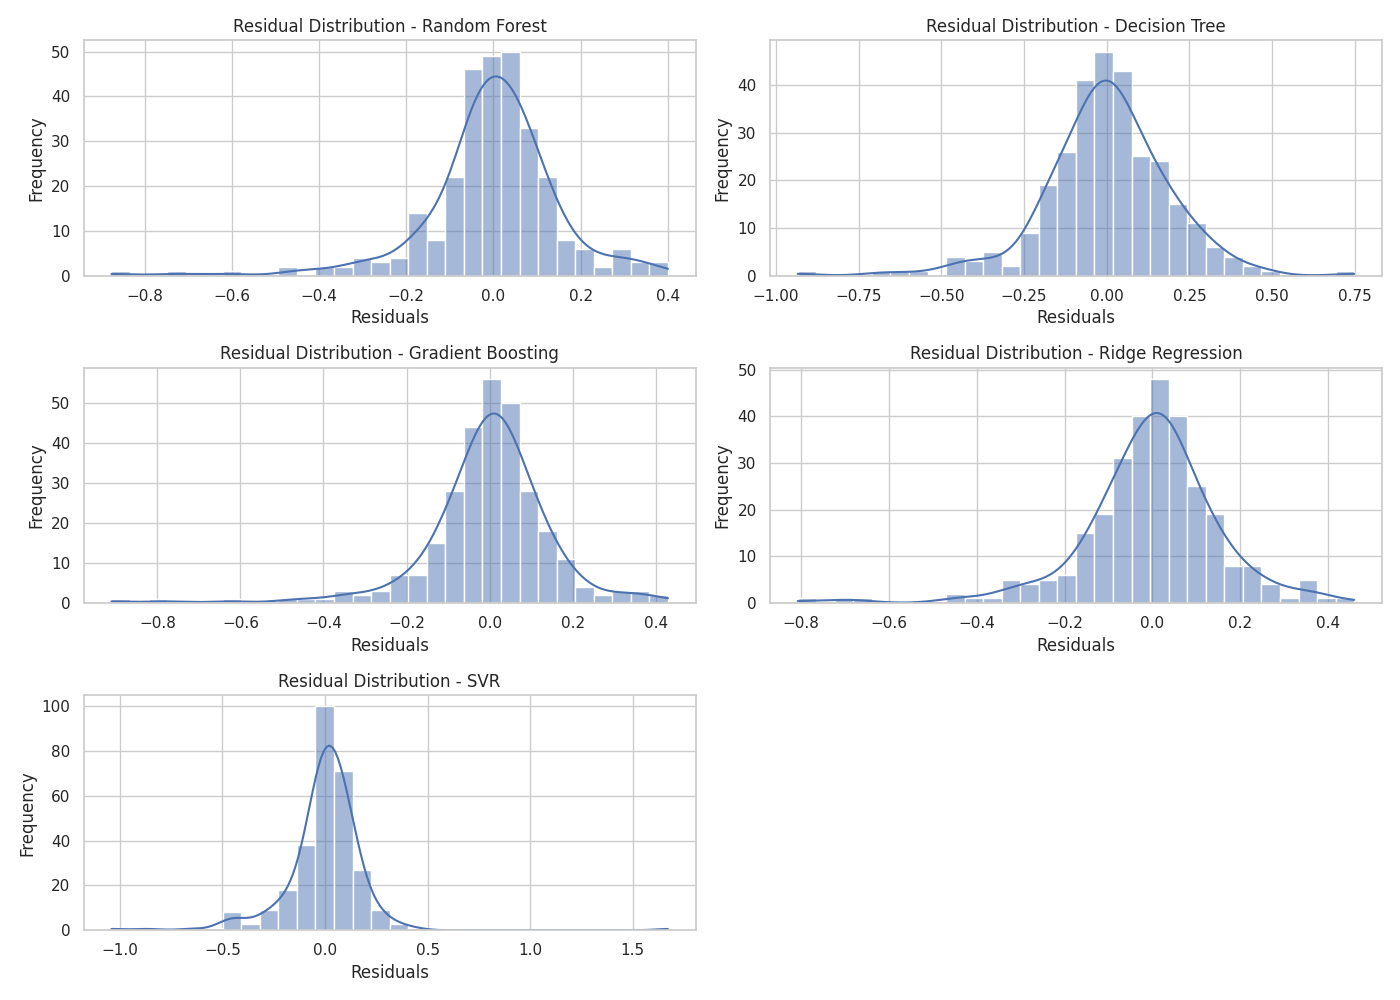 Residual Distribution - Random Forest
50
40
30
20
10
0
Frequency
−0.8 −0.6 −0.4 −0.2 0.0 0.2 0.4
Residuals
Residual Distribution - Decision Tree
40
30
20
10
0
Frequency
−1.00 −0.75 −0.50 −0.25 0.00 0.25 0.50 0.75
Residuals
Residual Distribution - Gradient Boosting
50
40
30
20
10
0
Frequency
−0.8 −0.6 −0.4 −0.2 0.0 0.2 0.4
Residuals
Residual Distribution - Ridge Regression
50
40
30
20
10
0
Frequency
−0.8 −0.6 −0.4 −0.2 0.0 0.2 0.4
Residuals
Residual Distribution - SVR
100
80
60
40
20
0
Frequency
−1.0 −0.5 0.0 0.5 1.0 1.5
Residuals